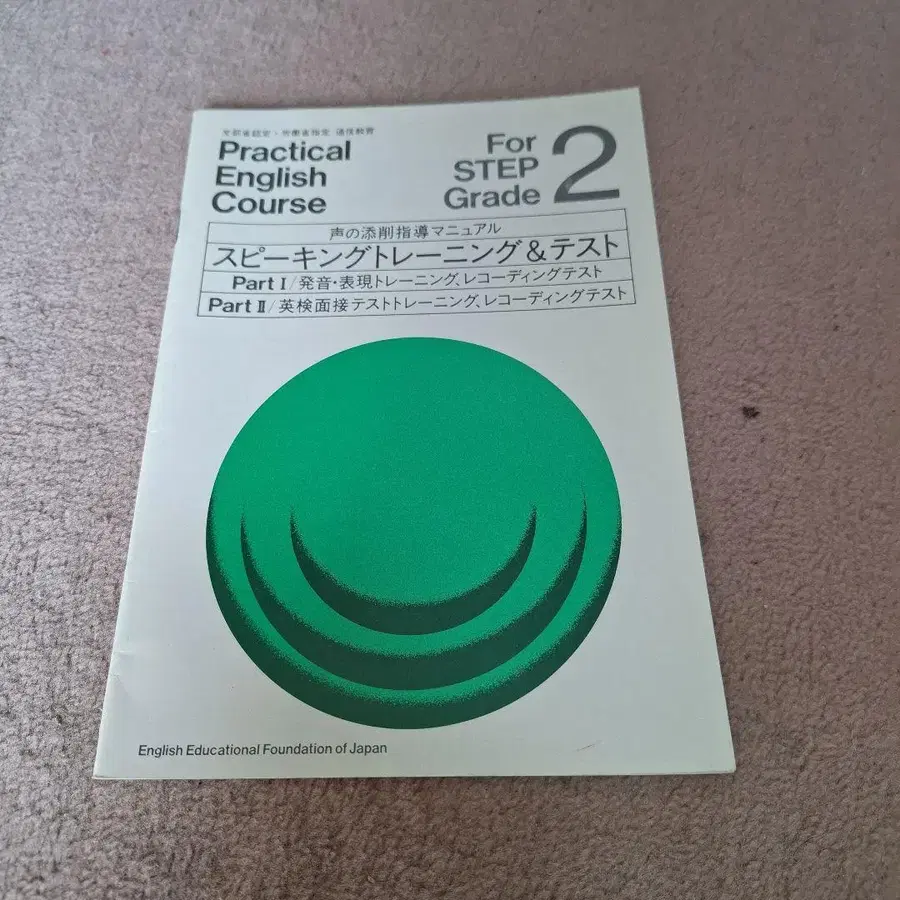 文部省認定・労働省指定 通信教育
Practical
English
Course
For
STEP
Grade
2
声の添削指導マニュアル
スピーキングトレーニング&テスト
Part I/発音・表現トレーニング、レコーディングテスト
Part II/英検面接テストトレーニング、レコーディングテスト
English Educational Foundation of Japan